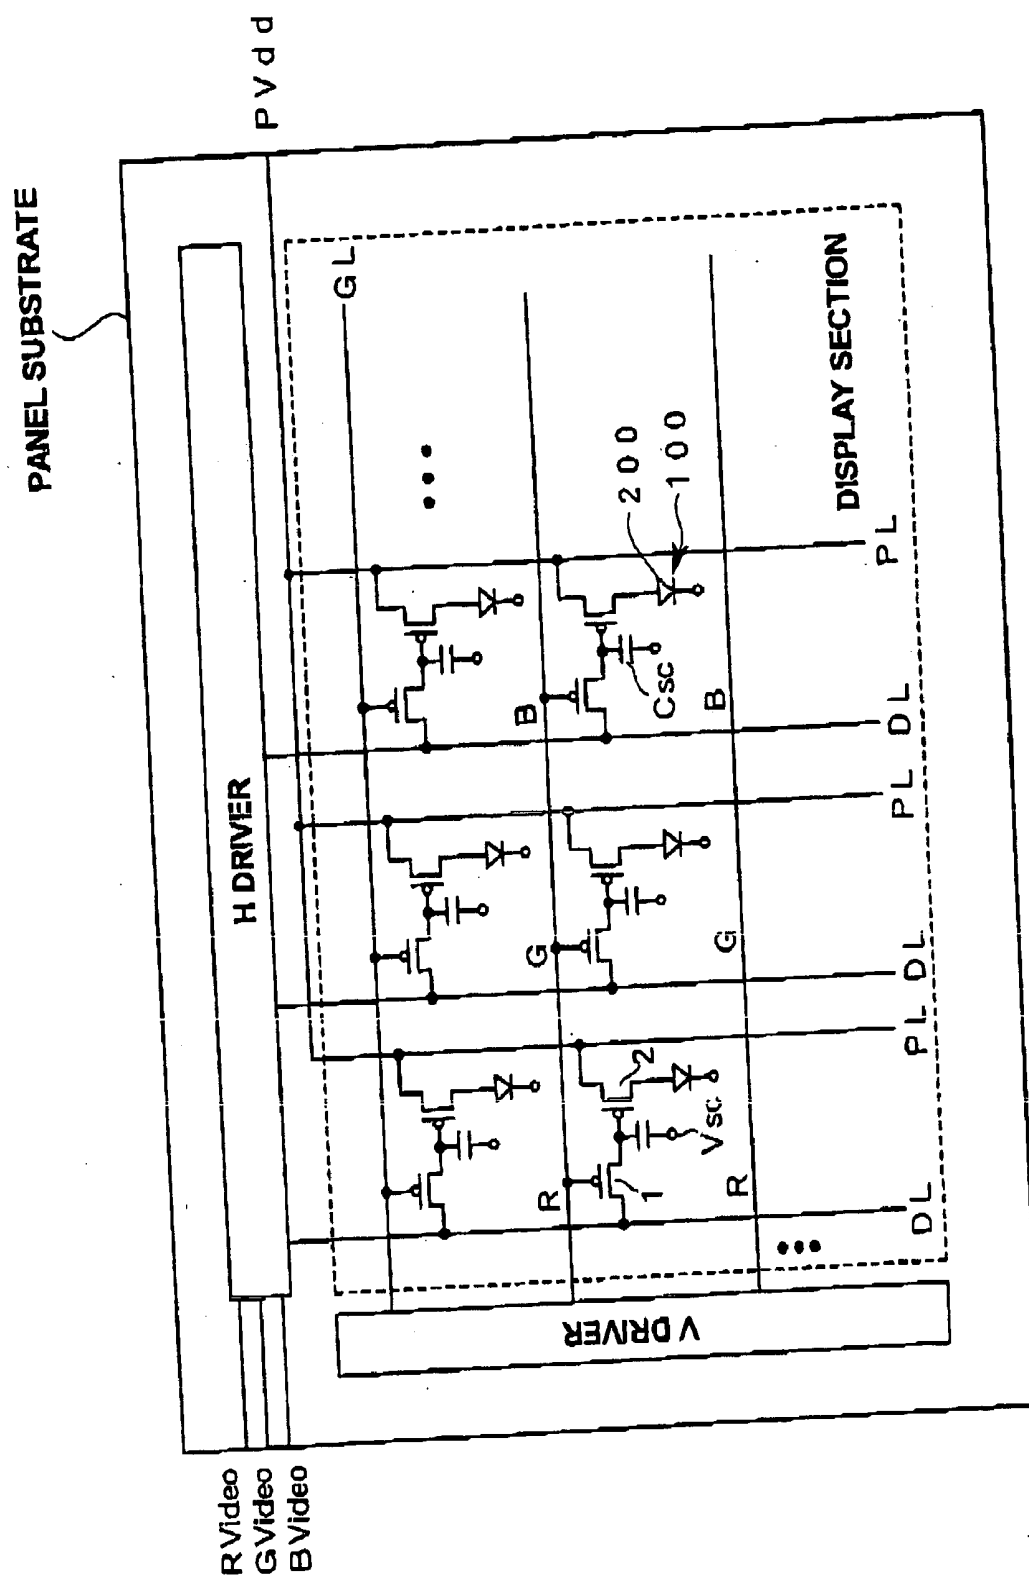 PANEL SUBSTRATE
PVdd
H DRIVER
RVideo
GVideo
BVideo
V DRIVER
GL
R
G
B
1
2
Vsc
Csc
200
100
R
G
B
DL
PL
DL
PL
DL
PL
DISPLAY SECTION